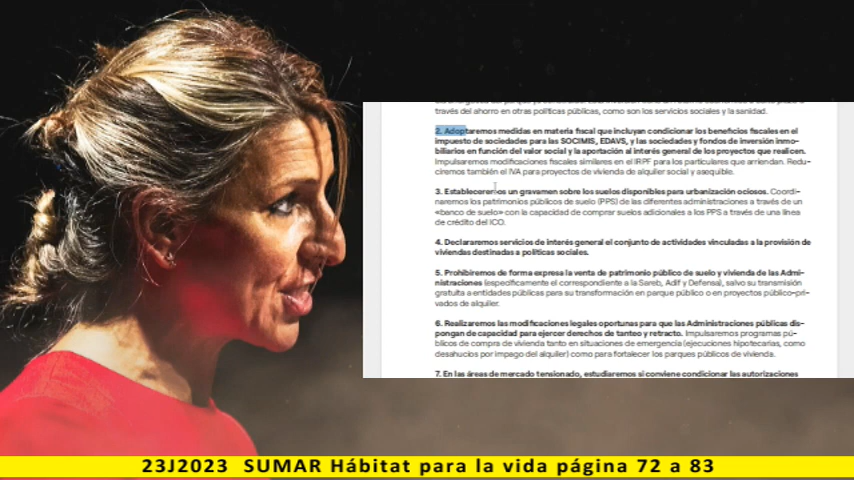 través del ahorro en otras políticas públicas, como son los servicios sociales y la sanidad.
2. Adoptaremos medidas en materia fiscal que incluyan condicionar los beneficios fiscales en el
impuesto de sociedades para las SOCIMIS, EDAVS, y las sociedades y fondos de inversión inmo-
biliarios en función del valor social y la aportación al interés general de los proyectos que realicen.
Impulsaremos modificaciones fiscales similares en el IRPF para los particulares que arriendan. Redu-
ciremos también el IVA para proyectos de vivienda de alquiler social y asequible.
3. Estableceremos un gravamen sobre los suelos disponibles para urbanización ociosos. Coordi-
naremos los patrimonios públicos de suelo (PPS) de las diferentes administraciones a través de un
«banco de suelo» con la capacidad de comprar suelos adicionales a los PPS a través de una línea
de crédito del ICO.
4. Declararemos servicios de interés general el conjunto de actividades vinculadas a la provisión de
viviendas destinadas a políticas sociales.
5. Prohibiremos de forma expresa la venta de patrimonio público de suelo y vivienda de las Admi-
nistraciones (específicamente el correspondiente a la Sareb, Adif y Defensa), salvo su transmisión
gratuita a entidades públicas para su transformación en parque público o en proyectos público-pri-
vados de alquiler.
6. Realizaremos las modificaciones legales oportunas para que las Administraciones públicas dis-
pongan de capacidad para ejercer derechos de tanteo y retracto. Impulsaremos programas pú-
blicos de compra de vivienda tanto en situaciones de emergencia (ejecuciones hipotecarias, como
desahucios por impago del alquiler) como para fortalecer los parques públicos de vivienda.
7. En las áreas de mercado tensionado, estudiaremos si conviene condicionar las autorizaciones
23J2023 SUMAR Hábitat para la vida página 72 a 83